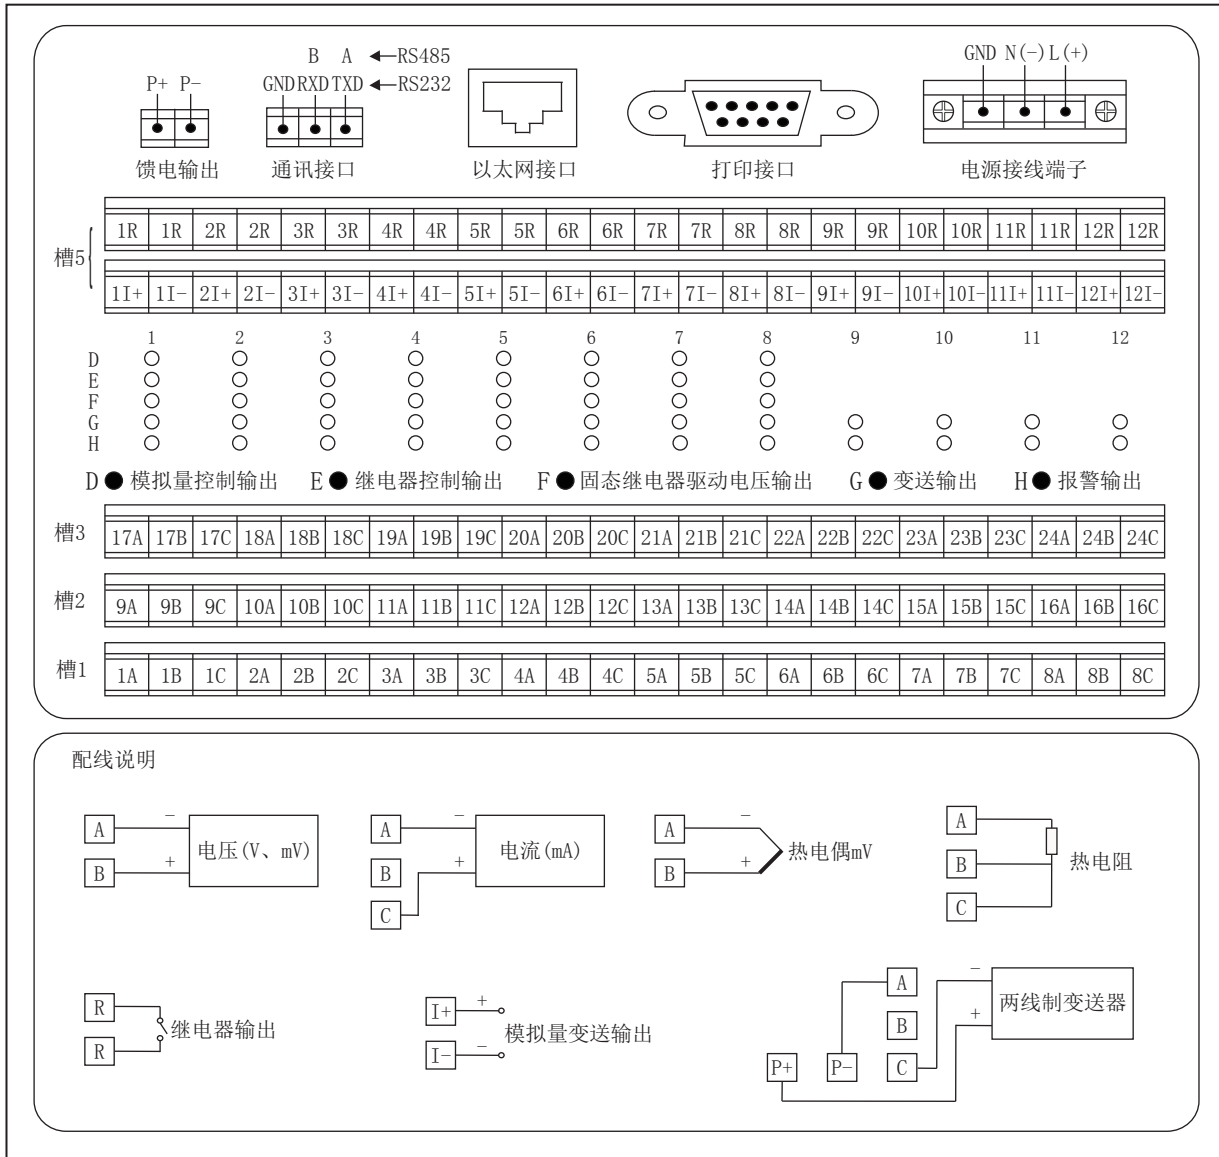 B A ←RS485
GND RXD TXD ←RS232
P+ P-
GND N(-) L(+)
馈电输出 通讯接口 以太网接口 打印接口 电源接线端子
槽5
1R 1R 2R 2R 3R 3R 4R 4R 5R 5R 6R 6R 7R 7R 8R 8R 9R 9R 10R 10R 11R 11R 12R 12R
1I+ 1I- 2I+ 2I- 3I+ 3I- 4I+ 4I- 5I+ 5I- 6I+ 6I- 7I+ 7I- 8I+ 8I- 9I+ 9I- 10I+ 10I- 11I+ 11I- 12I+ 12I-
1 2 3 4 5 6 7 8 9 10 11 12
D
E
F
G
H
D●模拟量控制输出 E●继电器控制输出 F●固态继电器驱动电压输出 G●变送输出 H●报警输出
槽3 17A 17B 17C 18A 18B 18C 19A 19B 19C 20A 20B 20C 21A 21B 21C 22A 22B 22C 23A 23B 23C 24A 24B 24C
槽2 9A 9B 9C 10A 10B 10C 11A 11B 11C 12A 12B 12C 13A 13B 13C 14A 14B 14C 15A 15B 15C 16A 16B 16C
槽1 1A 1B 1C 2A 2B 2C 3A 3B 3C 4A 4B 4C 5A 5B 5C 6A 6B 6C 7A 7B 7C 8A 8B 8C
配线说明
A -
B +
电压(V、mV)
A -
B +
C
电流(mA)
A -
B +
热电偶mV
A
B
C
热电阻
R
R
继电器输出
I+ +
I- -
模拟量变送输出
A -
B +
P+ P- C
两线制变送器